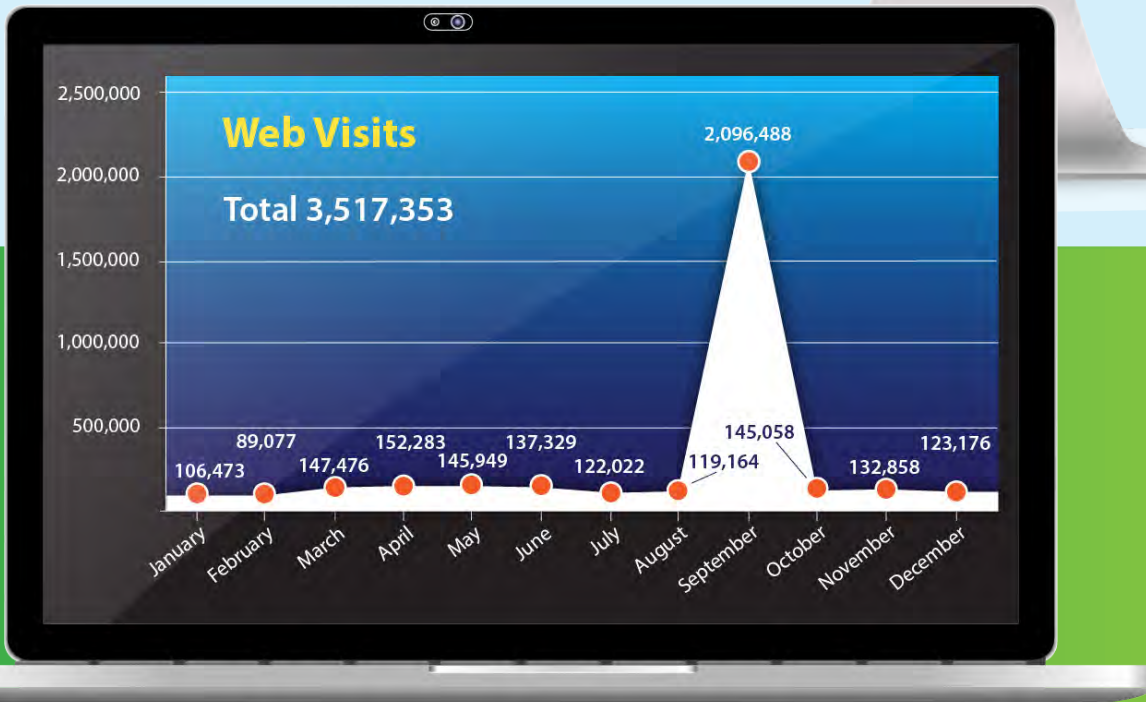 Web Visits
Total 3,517,353
2,500,000
2,000,000
1,500,000
1,000,000
500,000
106,473
89,077
147,476
152,283
145,949
137,329
122,022
119,164
2,096,488
145,058
132,858
123,176
January
February
March
April
May
June
July
August
September
October
November
December